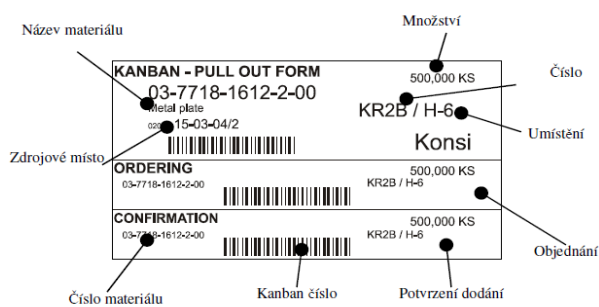 Množství
Název materiálu
Číslo
KANBAN - PULL OUT FORM
500,000 KS
03-7718-1612-2-00
Metal plate
KR2B / H-6
Umístění
020 15-03-04/2
Zdrojové místo
Konsi
ORDERING
500,000 KS
03-7718-1612-2-00
KR2B / H-6
Objednání
CONFIRMATION
500,000 KS
03-7718-1612-2-00
KR2B / H-6
Číslo materiálu
Kanban číslo
Potvrzení dodání